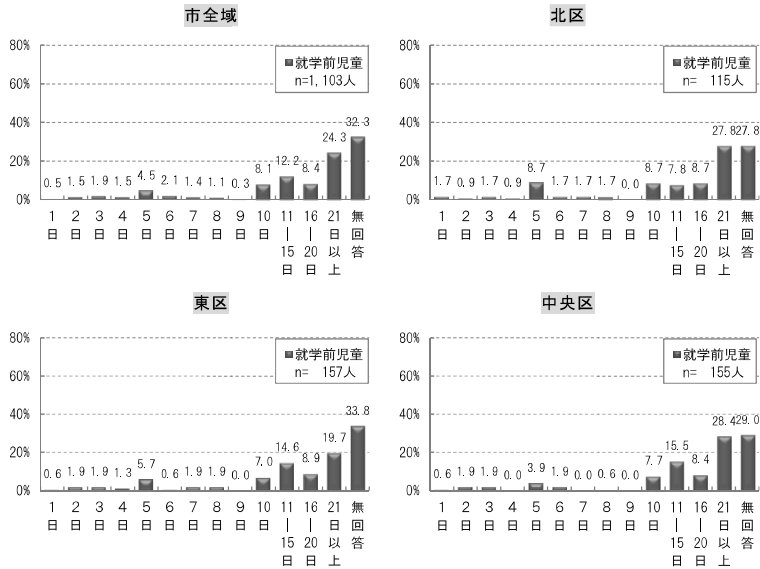 市全域
80%
60%
40%
20%
0%
就学前児童
n=1,103人
0.5 1.5 1.9 1.5 4.5 2.1 1.4 1.1 0.3 8.1 12.2 8.4 24.3 32.3
1日 2日 3日 4日 5日 6日 7日 8日 9日 10日 11|15日 16|20日 21日以上 無回答
北区
80%
60%
40%
20%
0%
就学前児童
n= 115人
1.7 0.9 1.7 0.9 8.7 1.7 1.7 1.7 0.0 8.7 7.8 8.7 27.8 27.8
1日 2日 3日 4日 5日 6日 7日 8日 9日 10日 11|15日 16|20日 21日以上 無回答
東区
80%
60%
40%
20%
0%
就学前児童
n= 157人
0.6 1.9 1.9 1.3 5.7 0.6 1.9 1.9 0.0 7.0 14.6 8.9 19.7 33.8
1日 2日 3日 4日 5日 6日 7日 8日 9日 10日 11|15日 16|20日 21日以上 無回答
中央区
80%
60%
40%
20%
0%
就学前児童
n= 155人
0.6 1.9 1.9 0.0 3.9 1.9 0.0 0.6 0.0 7.7 15.5 8.4 28.4 29.0
1日 2日 3日 4日 5日 6日 7日 8日 9日 10日 11|15日 16|20日 21日以上 無回答